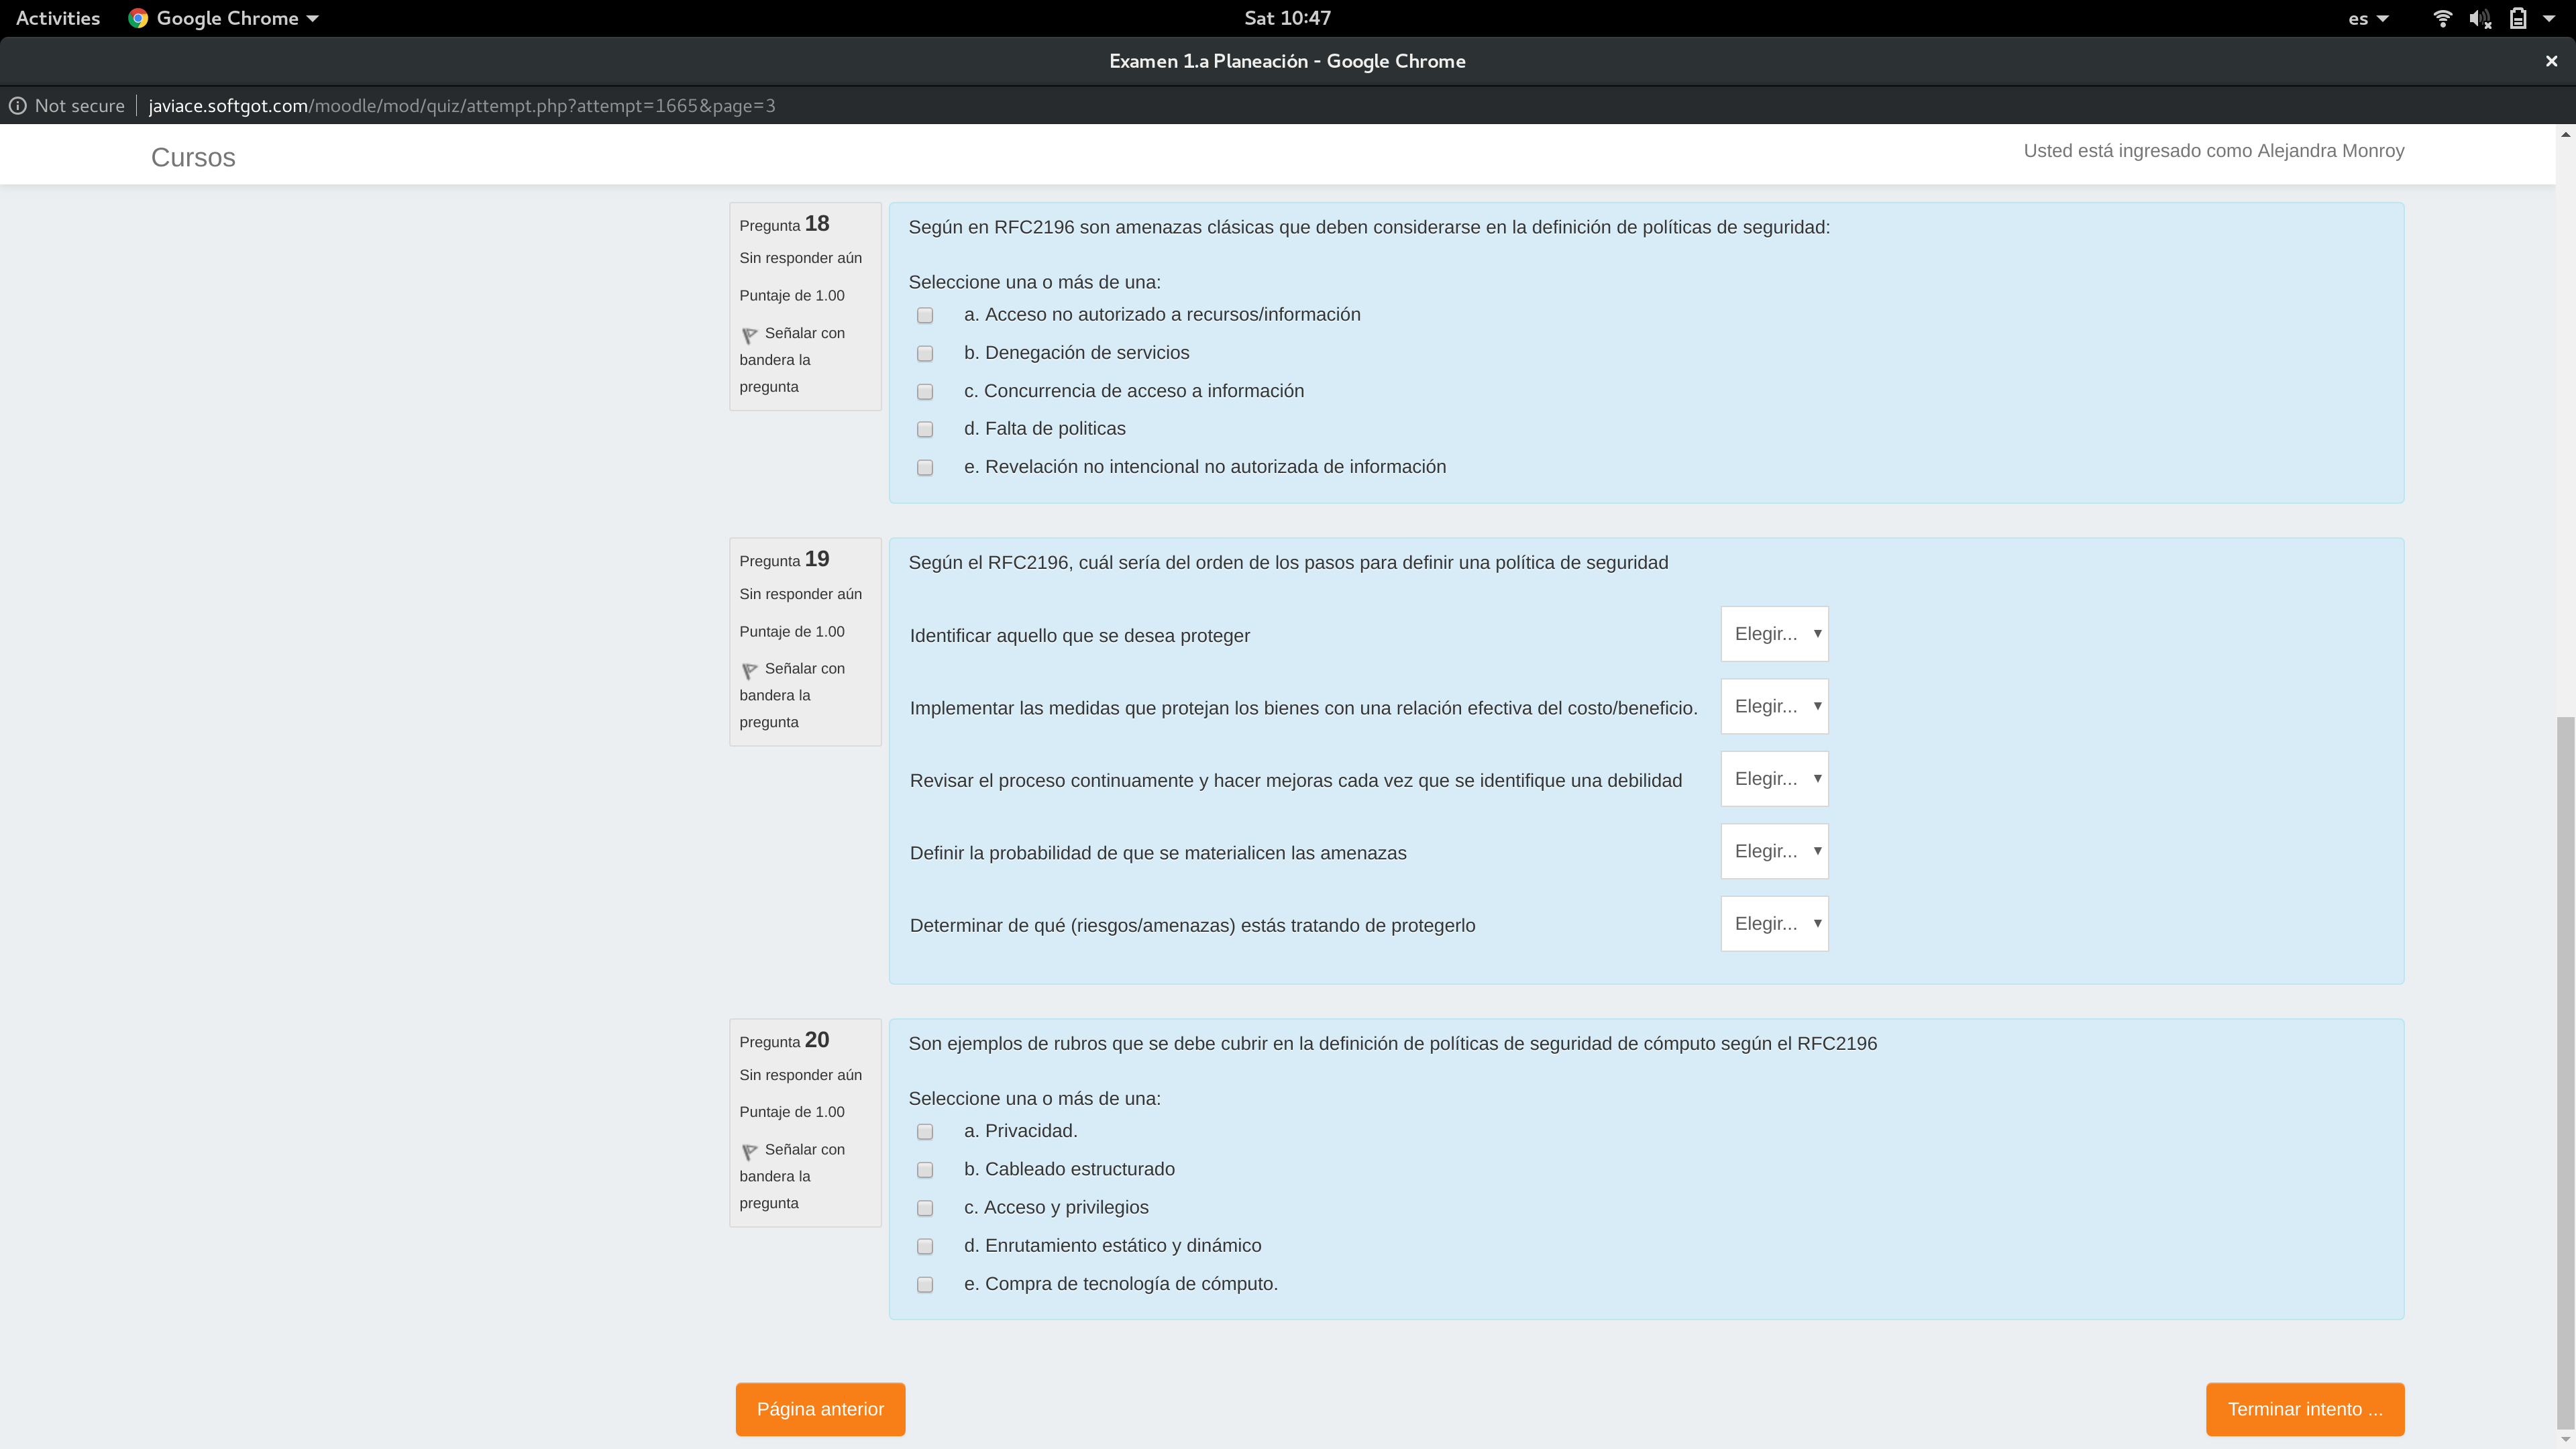 Activities Google Chrome Sat 10:47 es
Examen 1.a Planeación - Google Chrome
Not secure javiace.softgot.com/moodle/mod/quiz/attempt.php?attempt=1665&page=3
Cursos Usted está ingresado como Alejandra Monroy
Pregunta 18
Sin responder aún
Puntaje de 1.00
Señalar con
bandera la
pregunta
Según en RFC2196 son amenazas clásicas que deben considerarse en la definición de políticas de seguridad:
Seleccione una o más de una:
a. Acceso no autorizado a recursos/información
b. Denegación de servicios
c. Concurrencia de acceso a información
d. Falta de politicas
e. Revelación no intencional no autorizada de información
Pregunta 19
Sin responder aún
Puntaje de 1.00
Señalar con
bandera la
pregunta
Según el RFC2196, cuál sería del orden de los pasos para definir una política de seguridad
Identificar aquello que se desea proteger Elegir...
Implementar las medidas que protejan los bienes con una relación efectiva del costo/beneficio. Elegir...
Revisar el proceso continuamente y hacer mejoras cada vez que se identifique una debilidad Elegir...
Definir la probabilidad de que se materialicen las amenazas Elegir...
Determinar de qué (riesgos/amenazas) estás tratando de protegerlo Elegir...
Pregunta 20
Sin responder aún
Puntaje de 1.00
Señalar con
bandera la
pregunta
Son ejemplos de rubros que se debe cubrir en la definición de políticas de seguridad de cómputo según el RFC2196
Seleccione una o más de una:
a. Privacidad.
b. Cableado estructurado
c. Acceso y privilegios
d. Enrutamiento estático y dinámico
e. Compra de tecnología de cómputo.
Página anterior Terminar intento ...